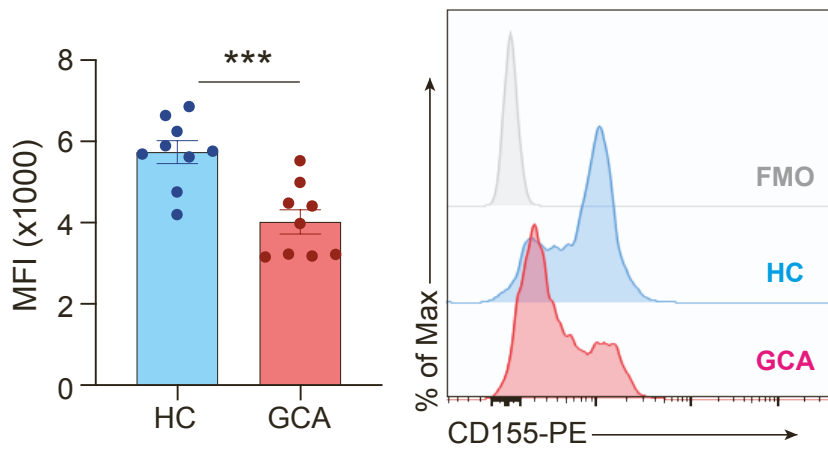 MFI (x1000)
8
6
4
2
0
***
HC
GCA
% of Max
FMO
HC
GCA
CD155-PE